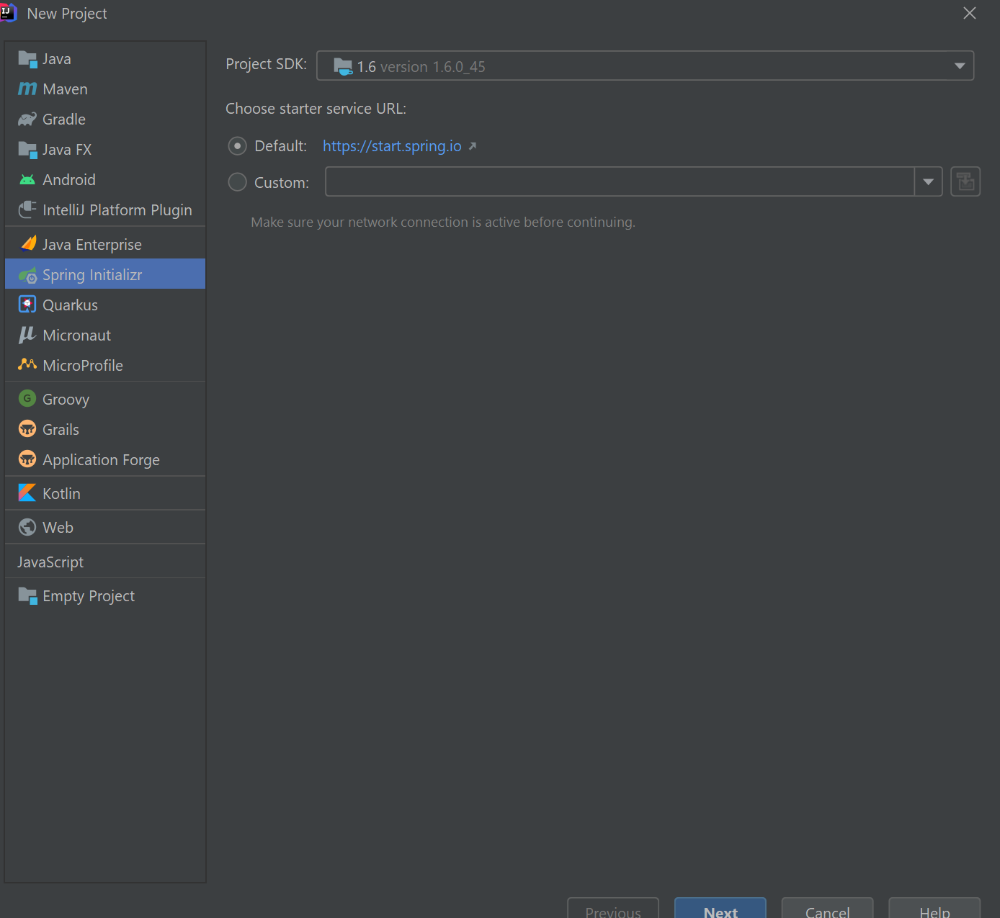 New Project
Java
Maven
Gradle
Java FX
Android
IntelliJ Platform Plugin
Java Enterprise
Spring Initializr
Quarkus
Micronaut
MicroProfile
Groovy
Grails
Application Forge
Kotlin
Web
JavaScript
Empty Project
Project SDK: 1.6 version 1.6.0_45
Choose starter service URL:
Default: https://start.spring.io
Custom:
Make sure your network connection is active before continuing.
Previous Next Cancel Help